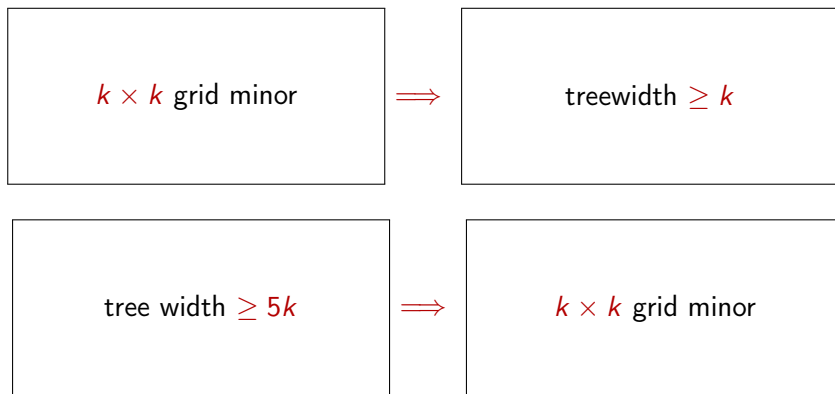 k × k grid minor ⟹ treewidth ≥ k
tree width ≥ 5k ⟹ k × k grid minor